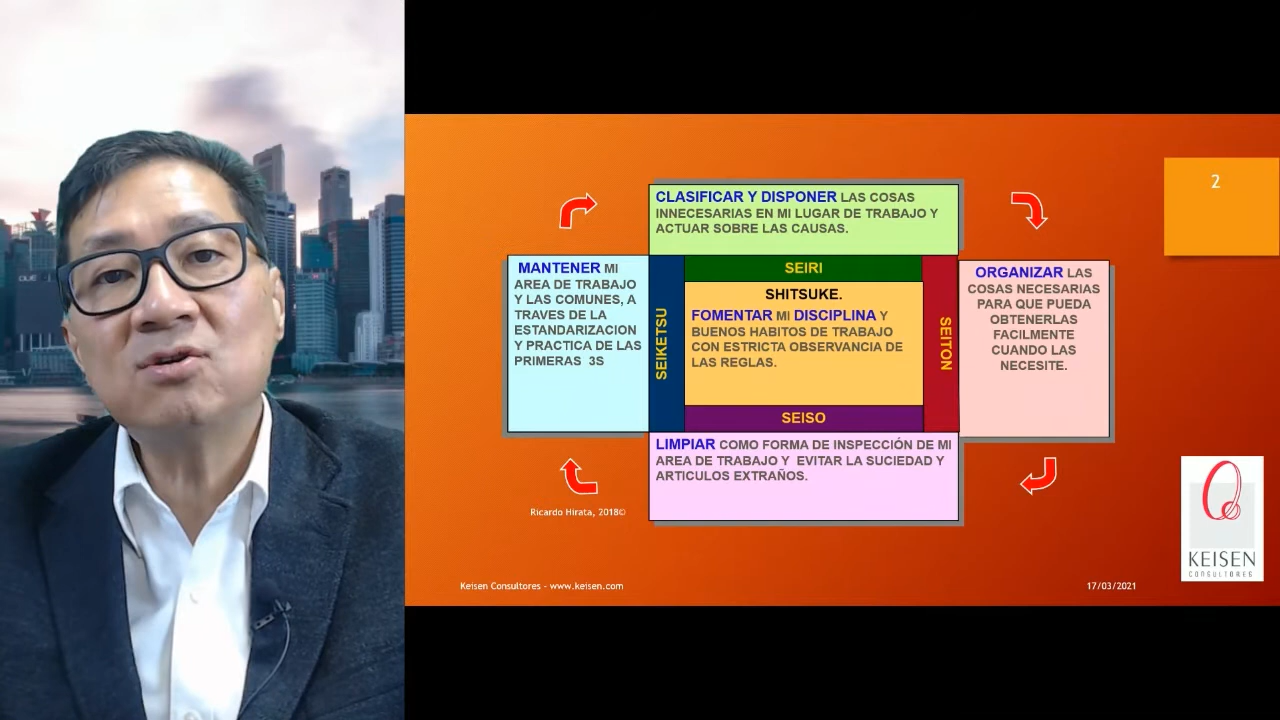 2
CLASIFICAR Y DISPONER LAS COSAS
INNECESARIAS EN MI LUGAR DE TRABAJO Y
ACTUAR SOBRE LAS CAUSAS.
MANTENER MI
AREA DE TRABAJO
Y LAS COMUNES, A
TRAVES DE LA
ESTANDARIZACION
Y PRACTICA DE LAS
PRIMERAS 3S
SEIKETSU
SEIRI
SHITSUKE.
FOMENTAR MI DISCIPLINA Y
BUENOS HABITOS DE TRABAJO
CON ESTRICTA OBSERVANCIA DE
LAS REGLAS.
SEISO
SEITON
ORGANIZAR LAS
COSAS NECESARIAS
PARA QUE PUEDA
OBTENERLAS
FACILMENTE
CUANDO LAS
NECESITE.
LIMPIAR COMO FORMA DE INSPECCIÓN DE MI
AREA DE TRABAJO Y EVITAR LA SUCIEDAD Y
ARTICULOS EXTRAÑOS.
Ricardo Hirata, 2018©
KEISEN
CONSULTORES
Keisen Consultores - www.keisen.com
17/03/2021